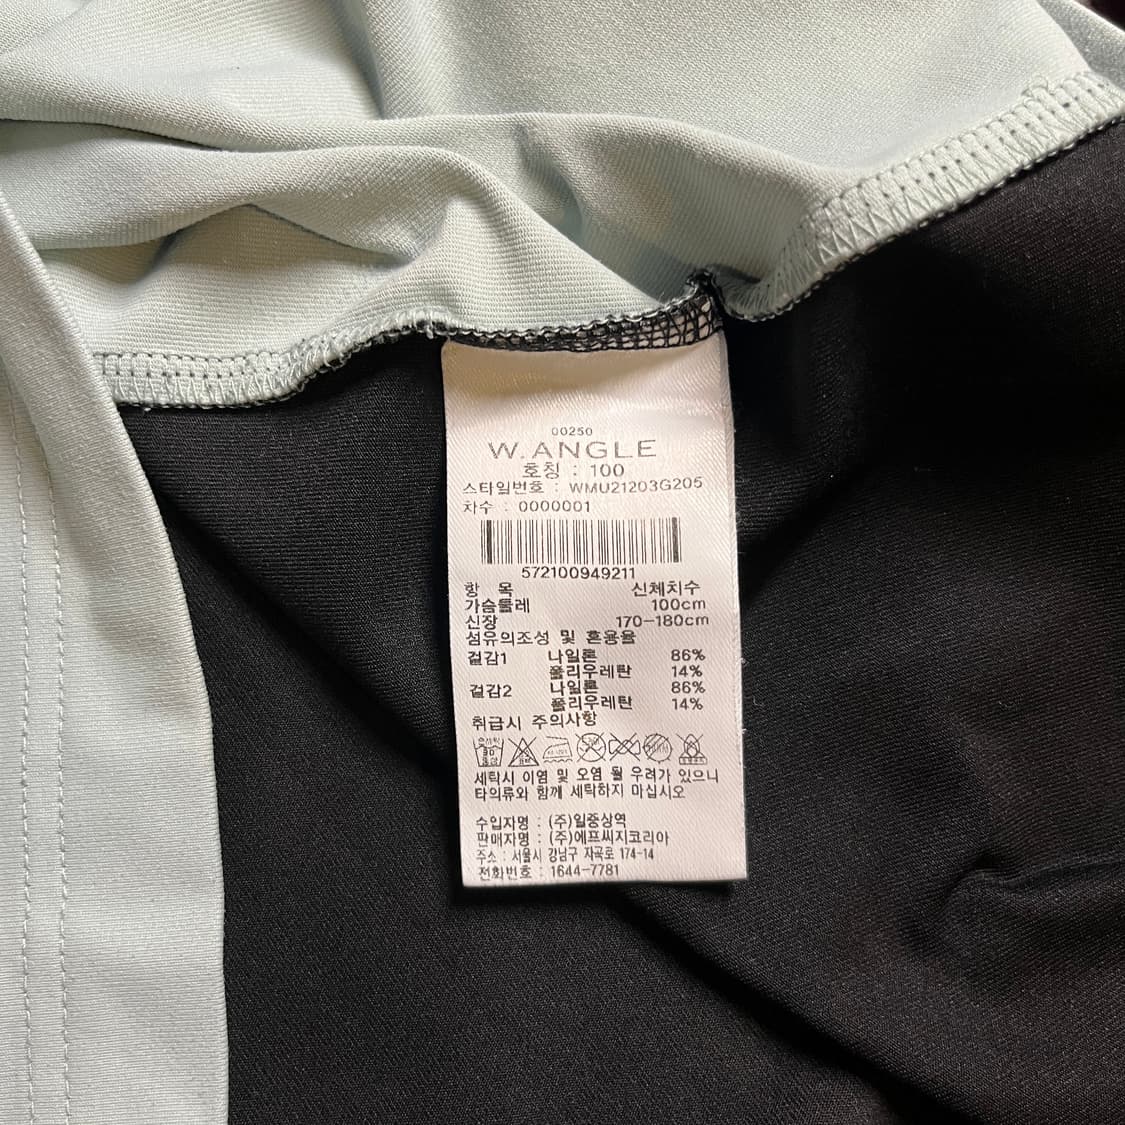 00250
W.ANGLE
호칭 : 100
스타일번호 : WMU21203G205
차수 : 0000001
572100949211
항 목 신체치수
가슴둘레 100cm
신장 170-180cm
섬유의조성 및 혼용율
겉감1 나일론 86%
폴리우레탄 14%
겉감2 나일론 86%
폴리우레탄 14%
취급시 주의사항
세탁시 이염 및 오염 될 우려가 있으니
타의류와 함께 세탁하지 마십시오
수입자명 : (주)일중상역
판매자명 : (주)에프씨지코리아
주소 : 서울시 강남구 자곡로 174-14
전화번호 : 1644-7781